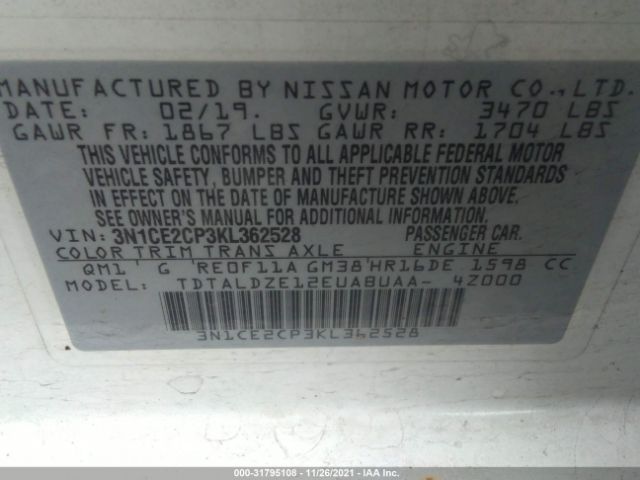 MANUFACTURED BY NISSAN MOTOR CO., LTD.
DATE: 02/19. GVWR: 3470 LBS
GAWR FR: 1867 LBS GAWR RR: 1704 LBS
THIS VEHICLE CONFORMS TO ALL APPLICABLE FEDERAL MOTOR
VEHICLE SAFETY, BUMPER AND THEFT PREVENTION STANDARDS
IN EFFECT ON THE DATE OF MANUFACTURE SHOWN ABOVE.
SEE OWNERS MANUAL FOR ADDITIONAL INFORMATION.
VIN: 3N1CE2CP3KL362528 PASSENGER CAR.
COLOR TRIM TRANS AXLE ENGINE
QM1 G RE0F11A GM38 HR16DE 1598 CC
MODEL: TDTALDZE12EUABUAA-4Z000
3N1CE2CP3KL362528
000-31795108 - 11/26/2021 - IAA Inc.